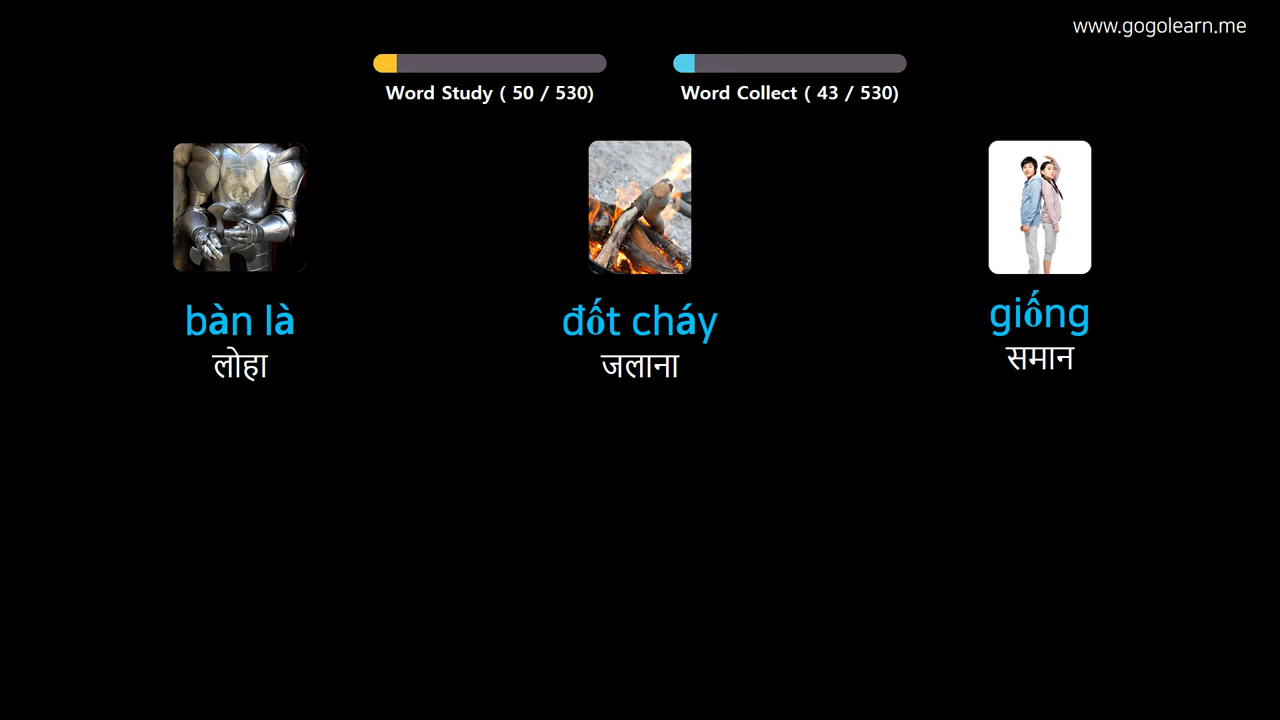 www.gogolearn.me
Word Study ( 50 / 530)
Word Collect ( 43 / 530)
bàn là
लोहा
đốt cháy
जलाना
giống
समान